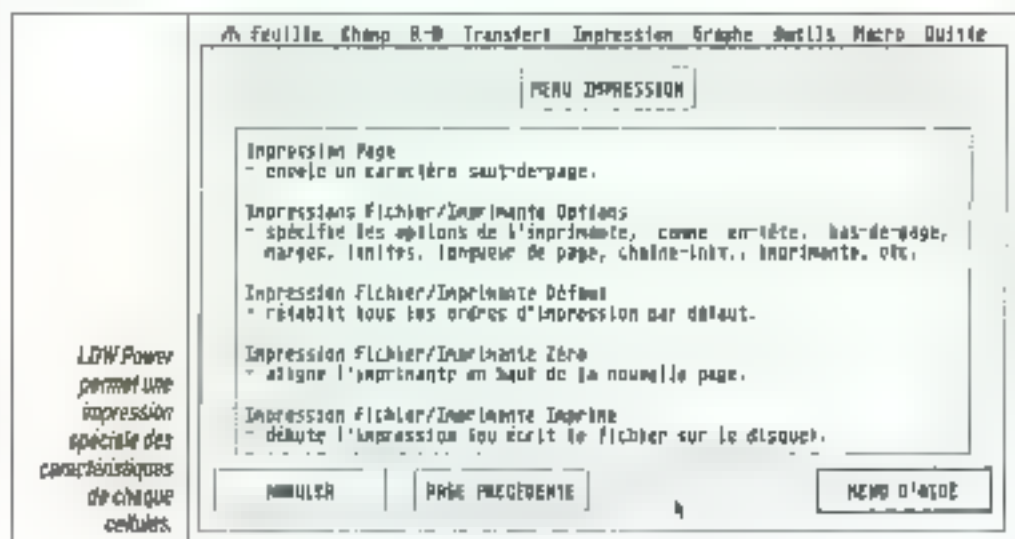 Feuille Champ R-D Transfert Impression Graphe Outils Macro Quitte
MENU IMPRESSION
Impression Page
- envoie un caractère saut-de-page.
Impressions Fichier/Imprimante Options
- spécifie les options de l'imprimante, comme en-tête, bas-de-page,
marges, limites, longueur de page, chaîne-init., imprimante, etc.
Impression Fichier/Imprimante Défaut
- rétablit tous les ordres d'impression par défaut.
Impression Fichier/Imprimante Zéro
- aligne l'imprimante en haut de la nouvelle page.
Impression Fichier/Imprimante Imprime
- débute l'impression (ou écrit le fichier sur le disque).
ANNULER PAGE PRECEDENTE MENU D'AIDE
LDW Power
permet une
impression
spéciale des
caractéristiques
de chaque
cellules.